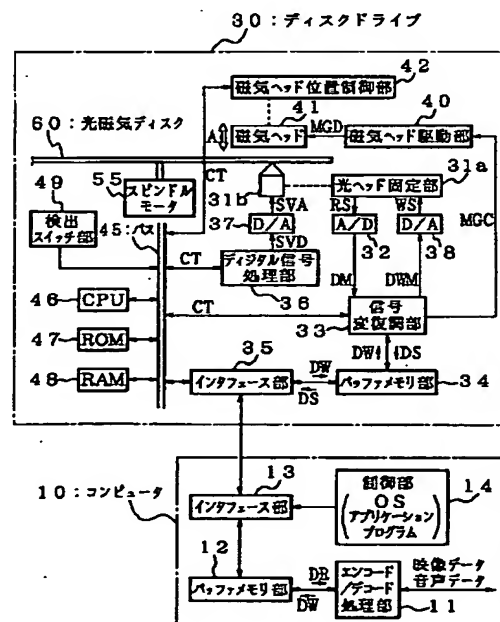 30：ディスクドライブ
42
磁気ヘッド位置制御部
41
40
60：光磁気ディスク
A
磁気ヘッド
MGD
磁気ヘッド駆動部
CT
31a
49
55
スピンドル
モータ
31b
光ヘッド固定部
SVA
RS
WS
MGC
検出
スイッチ部
45：バス
37
D/A
A/D
D/A
32
38
SVD
CT
ディジタル信号
処理部
36
DM
DWM
46
CPU
CT
信号
変復調部
33
47
ROM
35
DW
DS
48
RAM
インタフェース部
DW
DS
バッファメモリ部
34
10：コンピュータ
13
インタフェース部
制御部
OS
アプリケーション
プログラム
14
12
バッファメモリ部
DR
DW
エンコード
/デコード
処理部
11
映像データ
音声データ